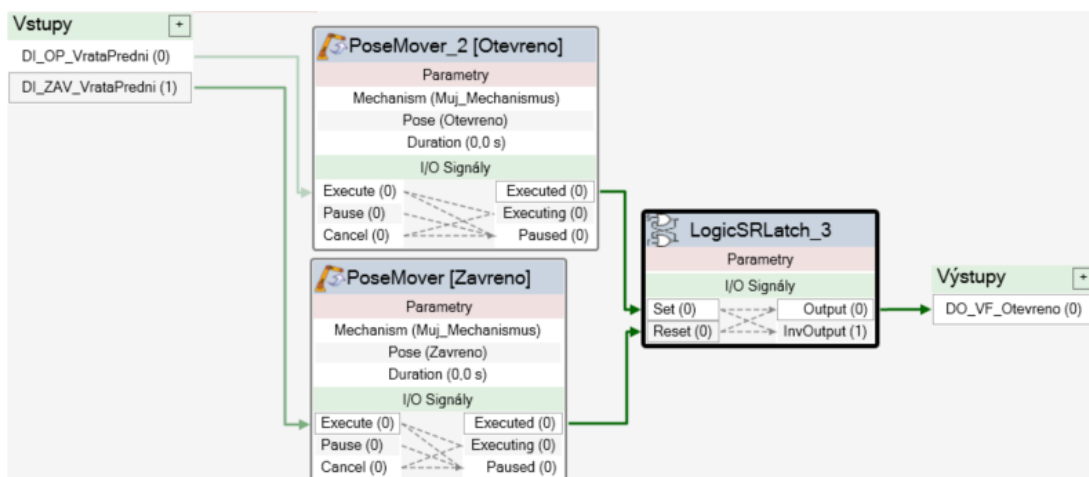 Vstupy +
DI_OP_VrataPredni (0)
DI_ZAV_VrataPredni (1)
PoseMover_2 [Otevreno]
Parametry
Mechanism (Muj_Mechanismus)
Pose (Otevreno)
Duration (0,0 s)
I/O Signály
Execute (0) Executed (0)
Pause (0) Executing (0)
Cancel (0) Paused (0)
PoseMover [Zavreno]
Parametry
Mechanism (Muj_Mechanismus)
Pose (Zavreno)
Duration (0,0 s)
I/O Signály
Execute (0) Executed (0)
Pause (0) Executing (0)
Cancel (0) Paused (0)
LogicSRLatch_3
Parametry
I/O Signály
Set (0) Output (0)
Reset (0) InvOutput (1)
Výstupy +
DO_VF_Otevreno (0)